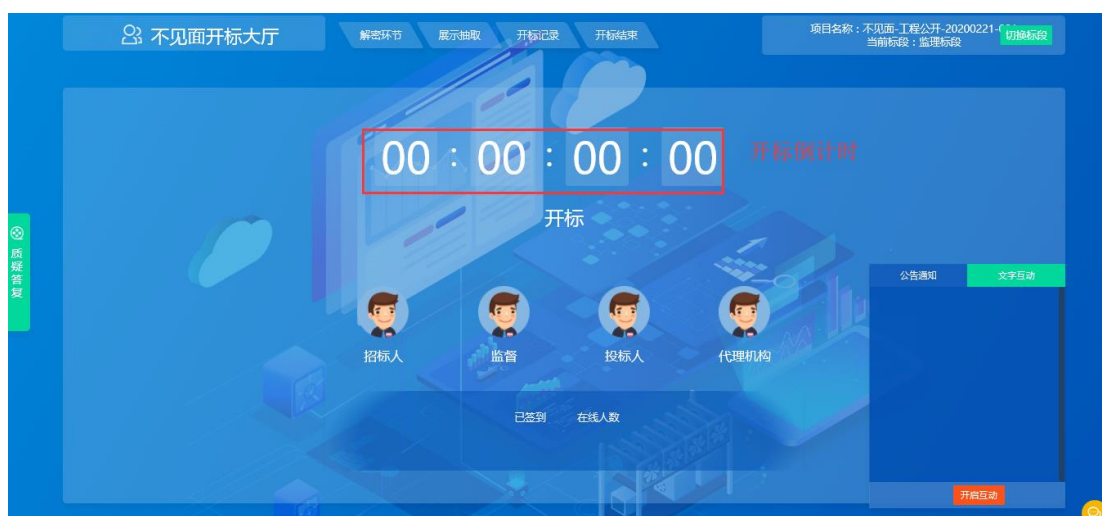 不见面开标大厅
解密环节
展示抽取
开标记录
开标结束
项目名称：不见面-工程公开-20200221-
当前标段：监理标段
切换标段
00 : 00 : 00 : 00
开标倒计时
开标
质疑答复
公告通知
文字互动
招标人
监督
投标人
代理机构
已签到
在线人数
开启互动